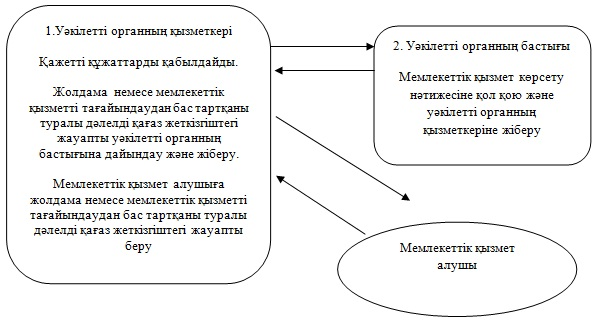 1.Уәкілетті органның қызметкері
Қажетті құжаттарды қабылдайды.
Жолдама немесе мемлекеттік
қызметті тағайындаудан бас тартқаны
туралы дәлелді қағаз жеткізгіштегі
жауапты уәкілетті органның
бастығына дайындау және жіберу.
Мемлекеттік қызмет алушыға
жолдама немесе мемлекеттік қызметті
тағайындаудан бас тартқаны туралы
дәлелді қағаз жеткізгіштегі жауапты
беру
2. Уәкілетті органның бастығы
Мемлекеттік қызмет көрсету
нәтижесіне қол қою және
уәкілетті органның
қызметкеріне жіберу
Мемлекеттік қызмет
алушы